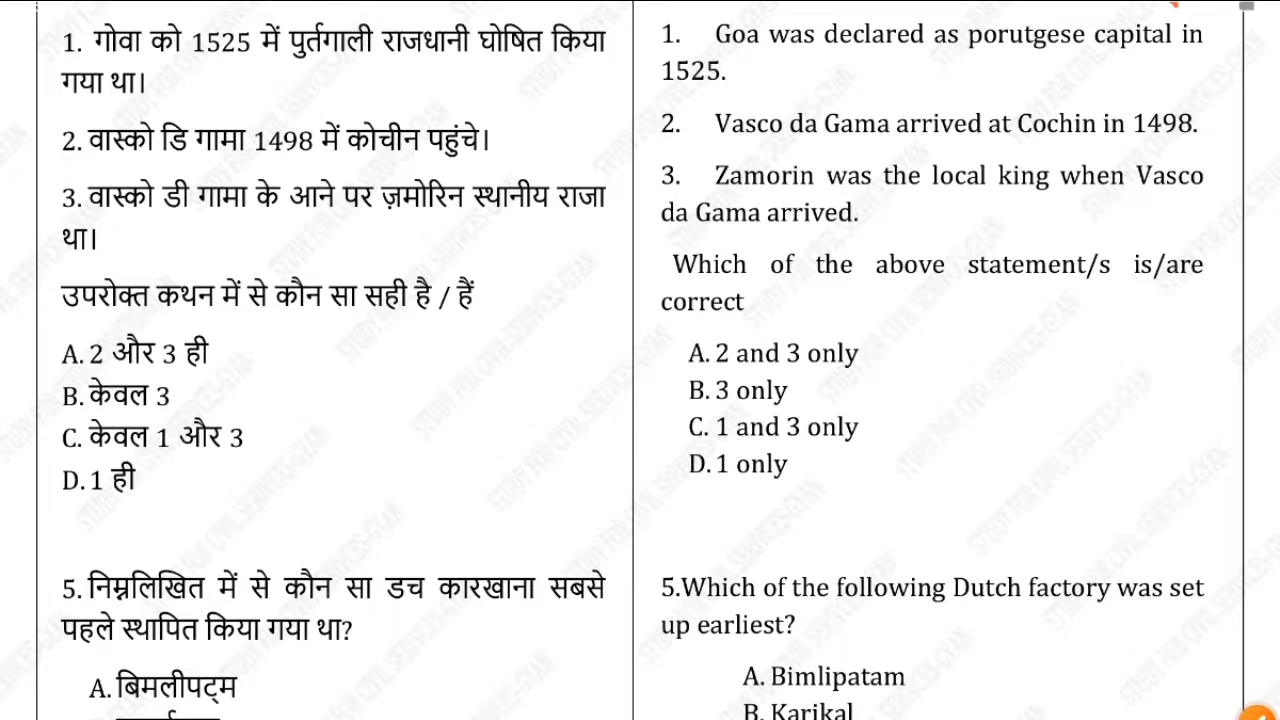 1. गोवा को 1525 में पुर्तगाली राजधानी घोषित किया
गया था।
2. वास्को डि गामा 1498 में कोचीन पहुंचे।
3. वास्को डी गामा के आने पर ज़मोरिन स्थानीय राजा
था।
उपरोक्त कथन में से कौन सा सही है / हैं
A. 2 और 3 ही
B. केवल 3
C. केवल 1 और 3
D. 1 ही
5. निम्नलिखित में से कौन सा डच कारखाना सबसे
पहले स्थापित किया गया था?
A. बिमलीपट्म
1. Goa was declared as porutgese capital in
1525.
2. Vasco da Gama arrived at Cochin in 1498.
3. Zamorin was the local king when Vasco
da Gama arrived.
Which of the above statement/s is/are
correct
A. 2 and 3 only
B. 3 only
C. 1 and 3 only
D. 1 only
5.Which of the following Dutch factory was set
up earliest?
A. Bimlipatam
B. Karikal